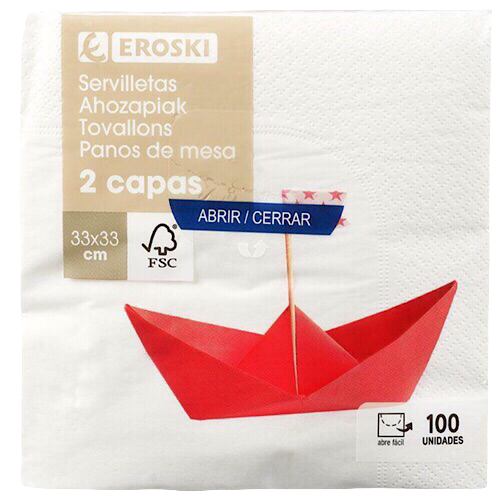 EROSKI
Servilletas
Ahozapiak
Tovallons
Panos de mesa
2 capas
ABRIR / CERRAR
33x33
cm
FSC
abre fácil
100
UNIDADES